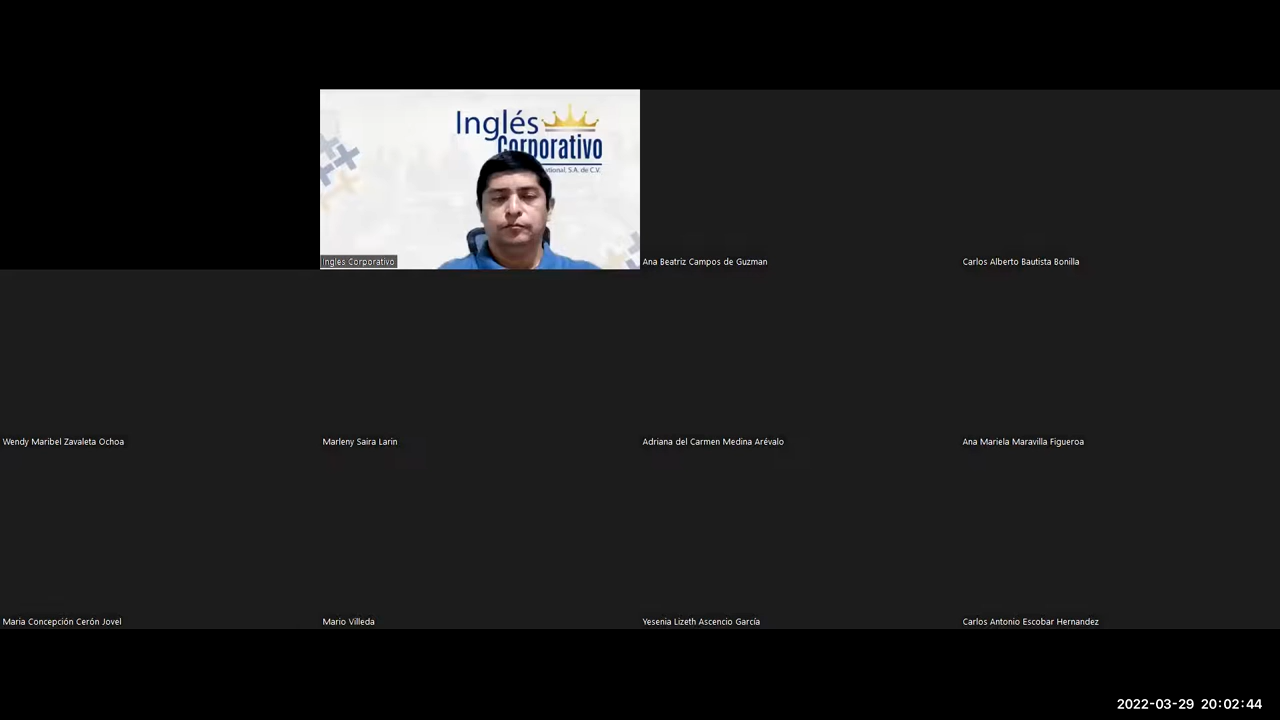 Inglés
Corporativo
ational, S.A. de C.V.
Ingles Corporativo
Ana Beatriz Campos de Guzman
Carlos Alberto Bautista Bonilla
Wendy Maribel Zavaleta Ochoa
Marleny Saira Larin
Adriana del Carmen Medina Arévalo
Ana Mariela Maravilla Figueroa
Maria Concepción Cerón Jovel
Mario Villeda
Yesenia Lizeth Ascencio García
Carlos Antonio Escobar Hernandez
2022-03-29 20:02:44